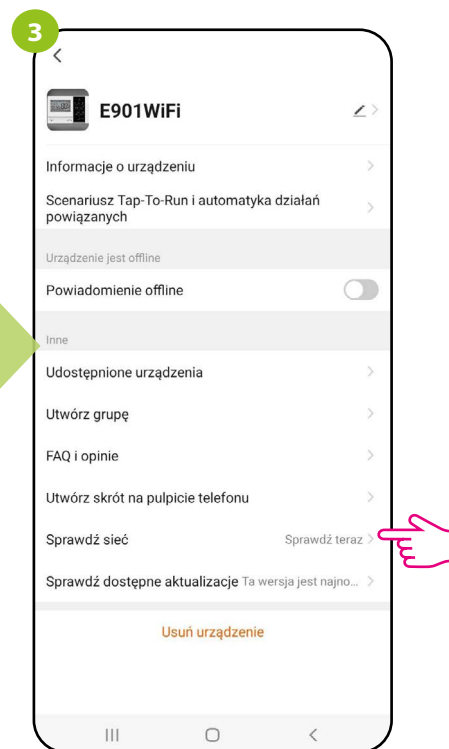 3
E901WiFi
Informacje o urządzeniu
Scenariusz Tap-To-Run i automatyka działań
powiązanych
Urządzenie jest offline
Powiadomienie offline
Inne
Udostępnione urządzenia
Utwórz grupę
FAQ i opinie
Utwórz skrót na pulpicie telefonu
Sprawdź sieć Sprawdź teraz
Sprawdź dostępne aktualizacje Ta wersja jest najno...
Usuń urządzenie